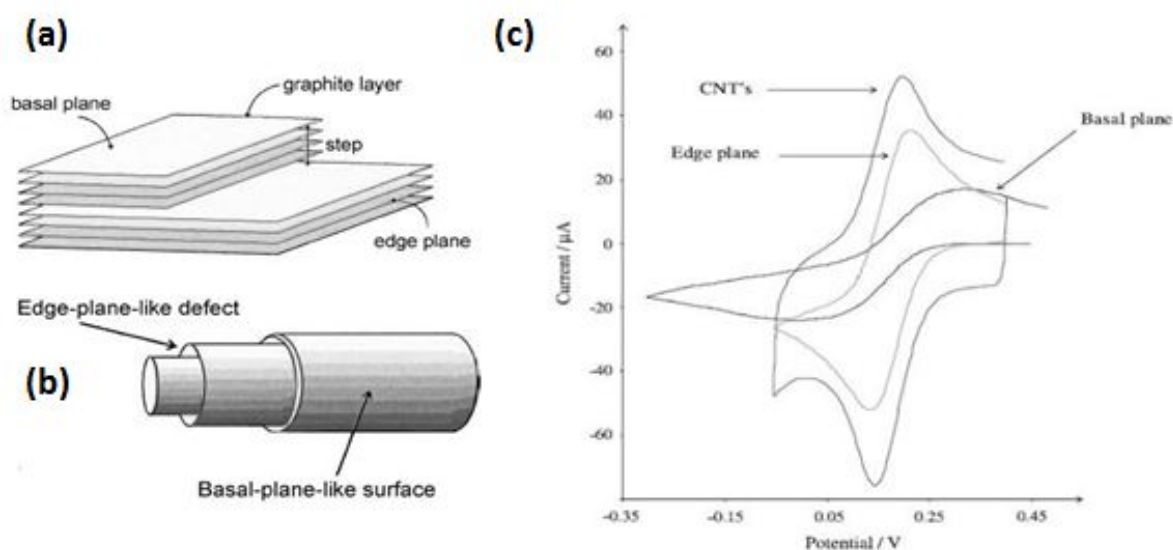 (a)
graphite layer
basal plane
step
edge plane
Edge-plane-like defect
(b)
Basal-plane-like surface
(c)
60
40
20
0
-20
-40
-60
Current / µA
CNT's
Edge plane
Basal plane
-0.35
-0.15
0.05
0.25
0.45
Potential / V